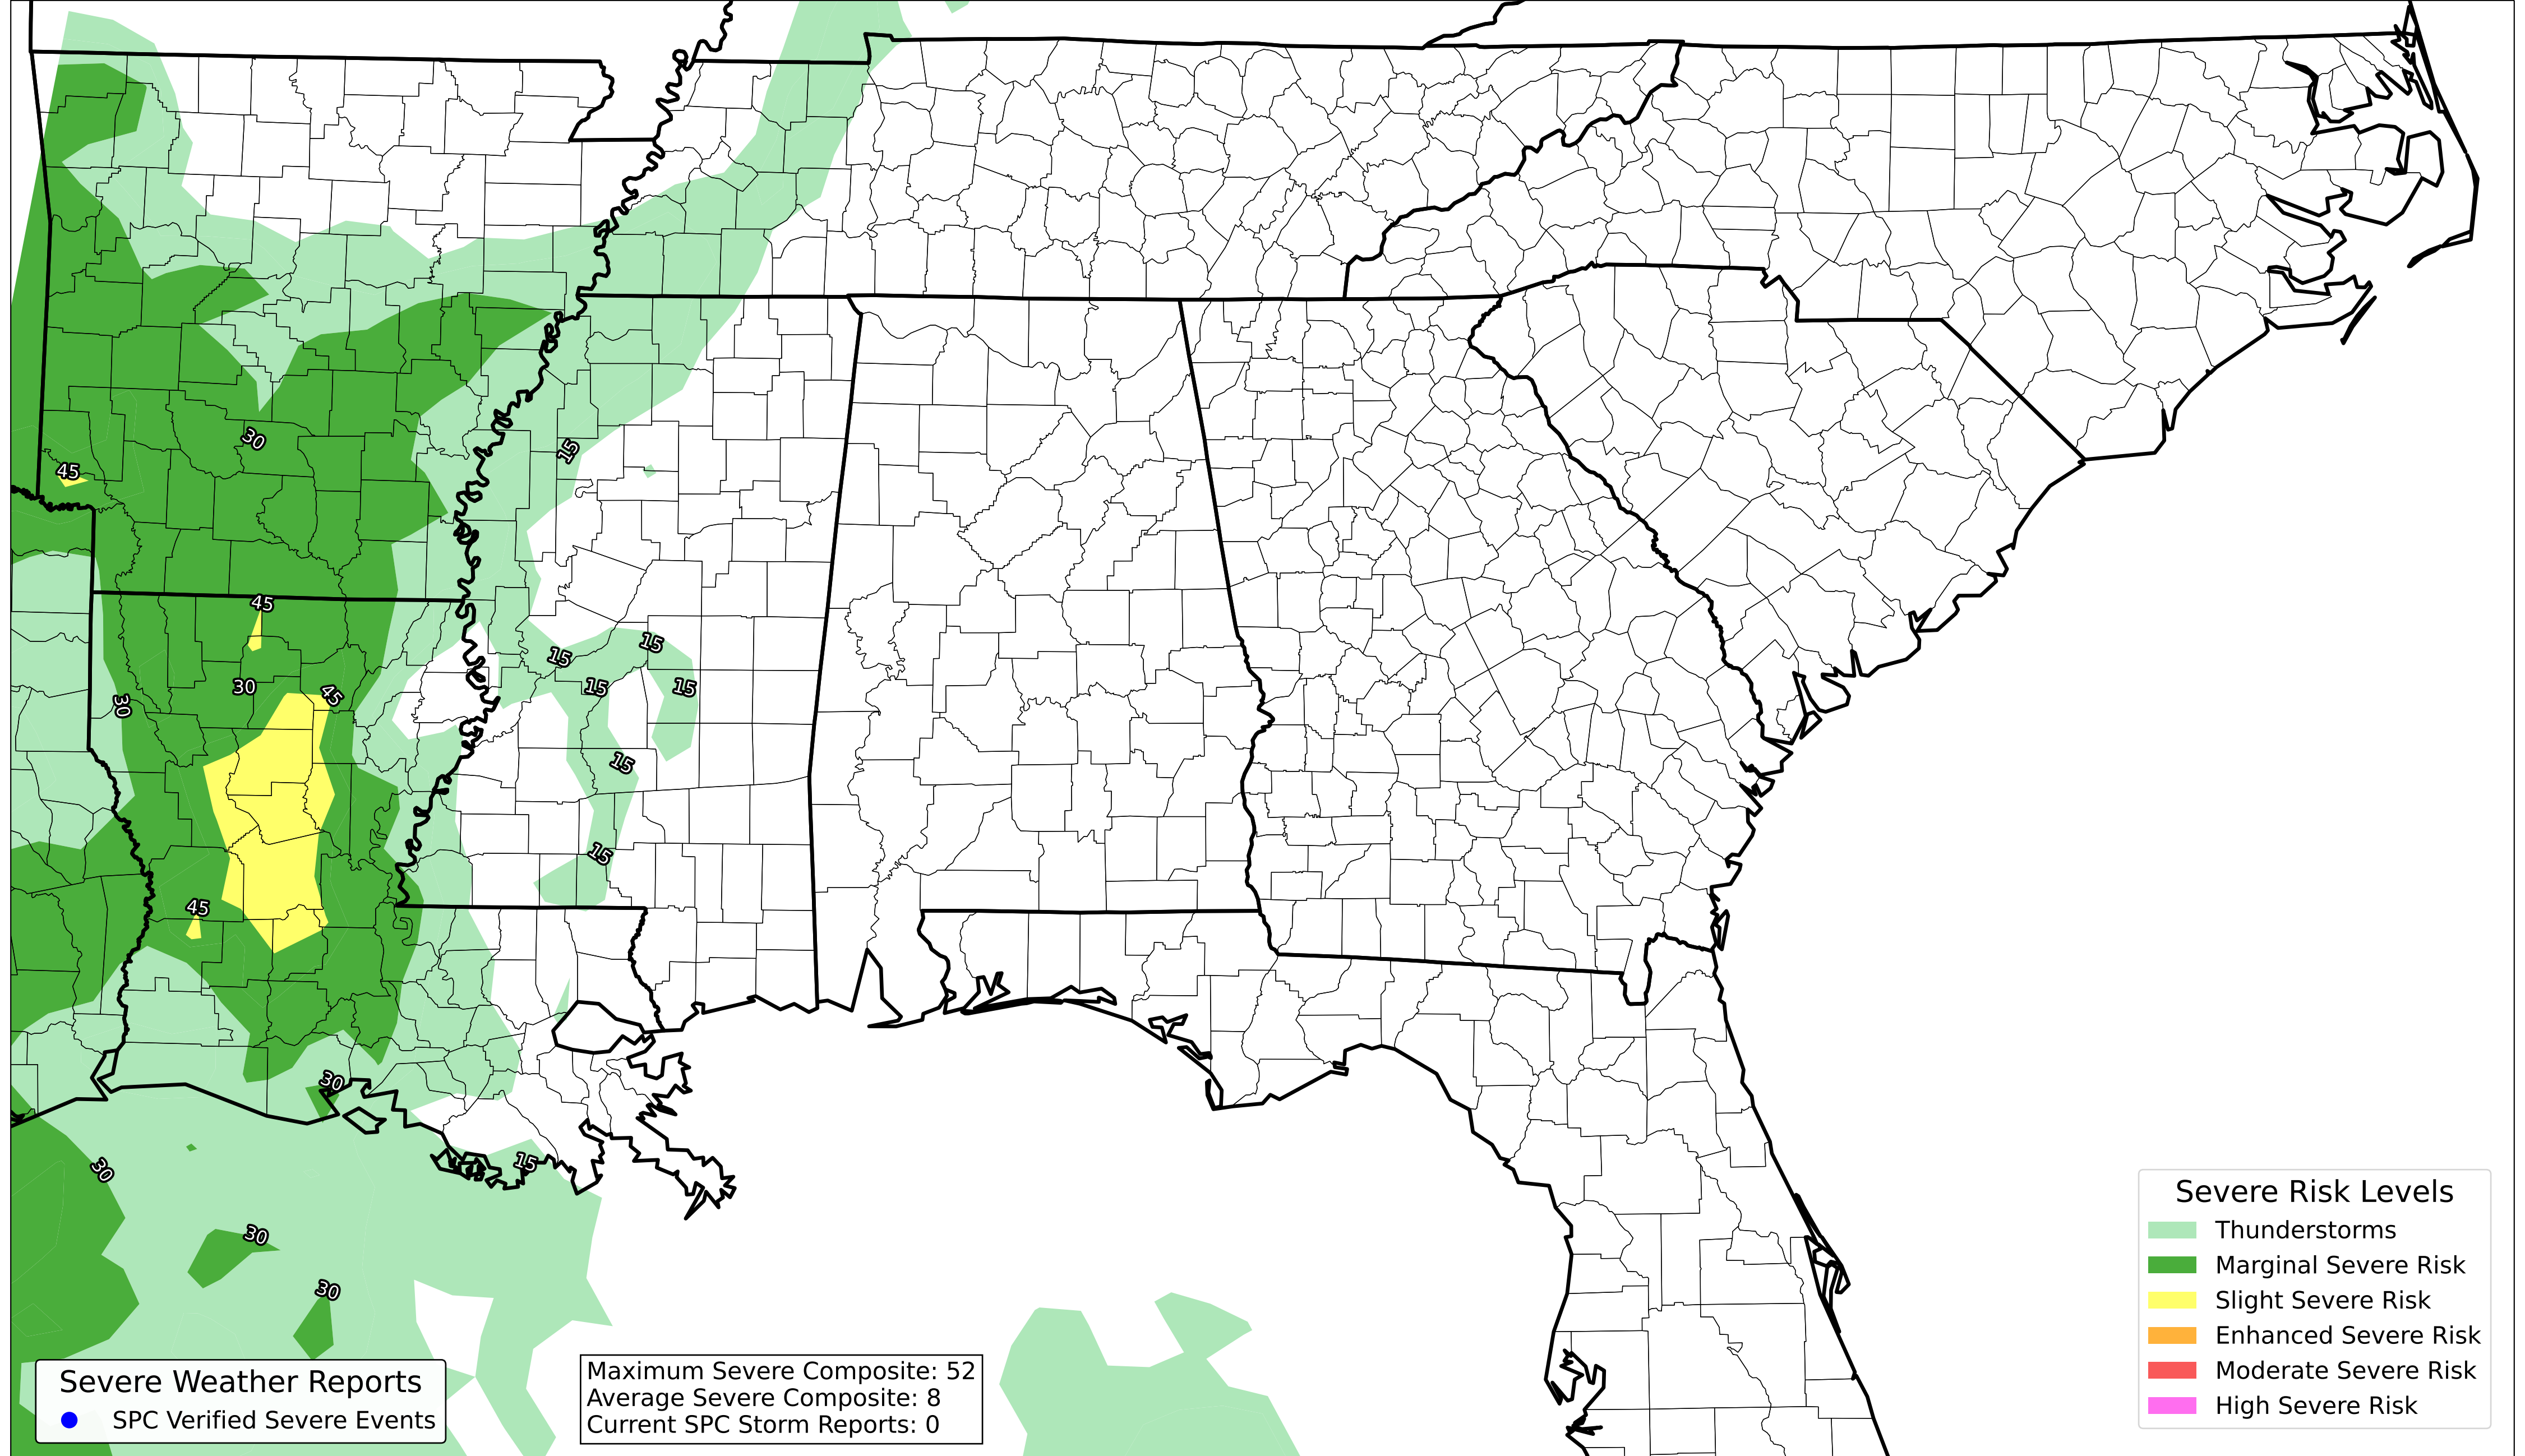 15
30
45
45
15
15
30
45
15
15
30
15
15
45
30
15
30
30
30
Severe Weather Reports
SPC Verified Severe Events
Maximum Severe Composite: 52
Average Severe Composite: 8
Current SPC Storm Reports: 0
Severe Risk Levels
Thunderstorms
Marginal Severe Risk
Slight Severe Risk
Enhanced Severe Risk
Moderate Severe Risk
High Severe Risk